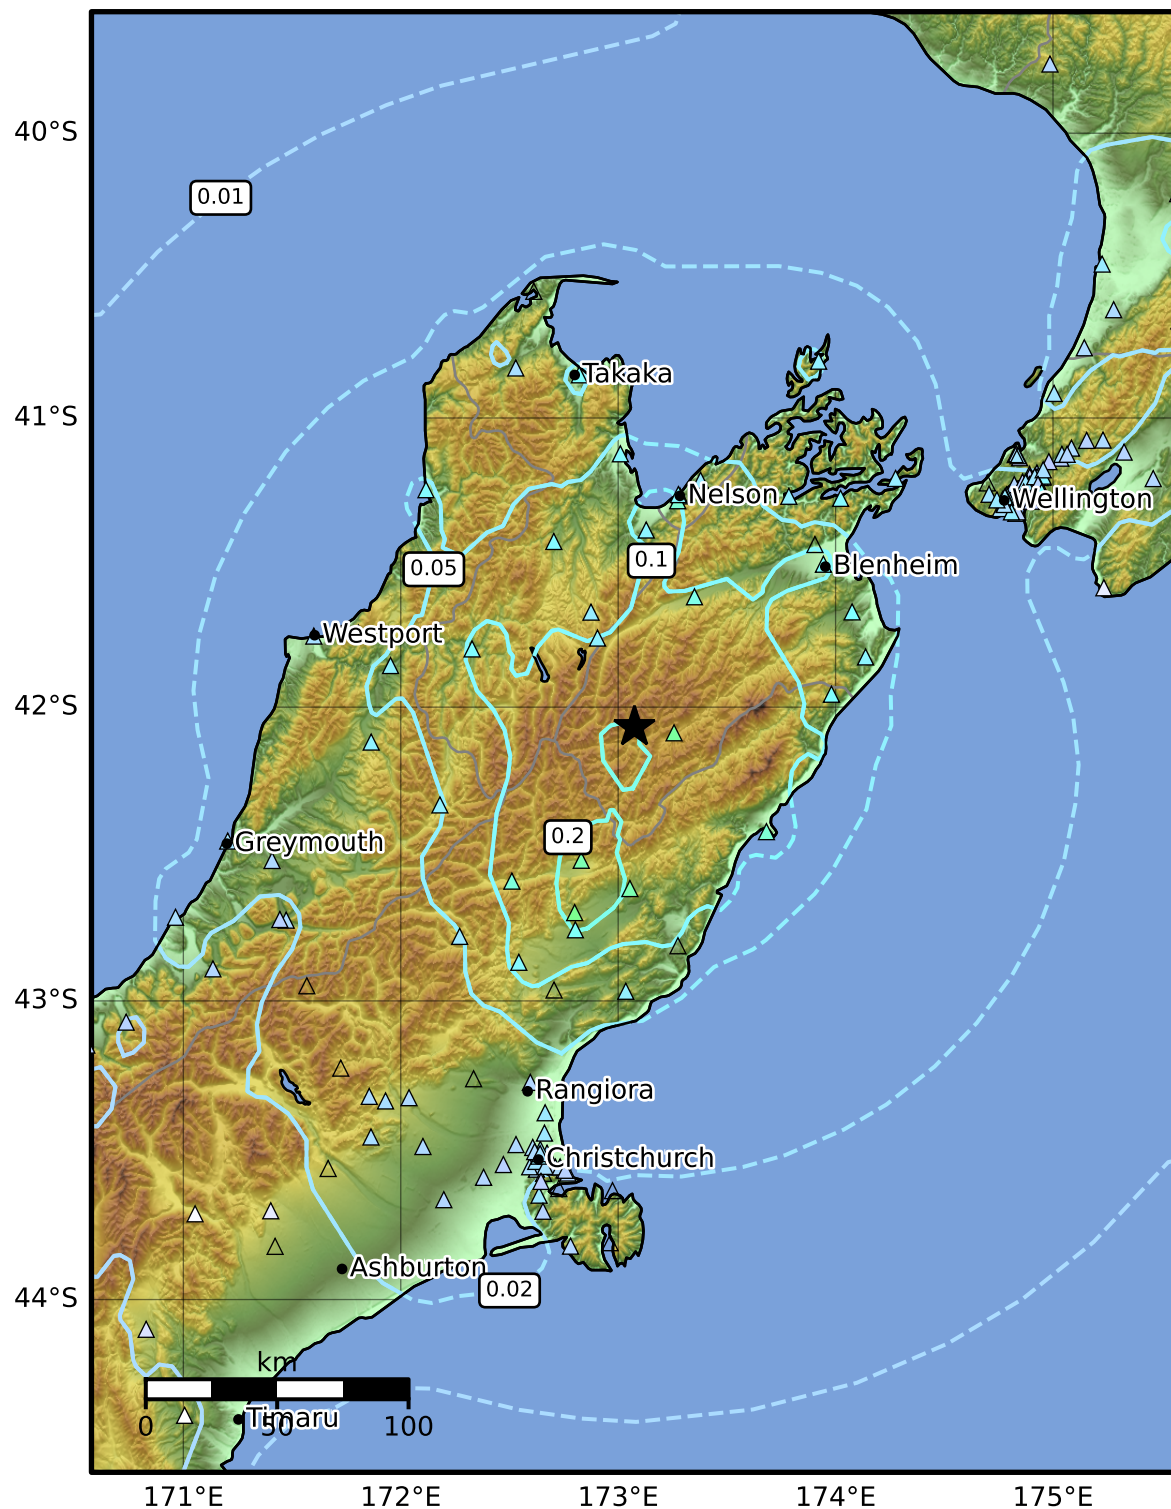 40°S
0.01
Takaka
41°S
Nelson
Wellington
0.1
0.05
Blenheim
Westport
42°S
0.2
Greymouth
43°S
Rangiora
Christchurch
Ashburton
0.02
44°S
km
Timaru
0 50 100
171°E 172°E 173°E 174°E 175°E